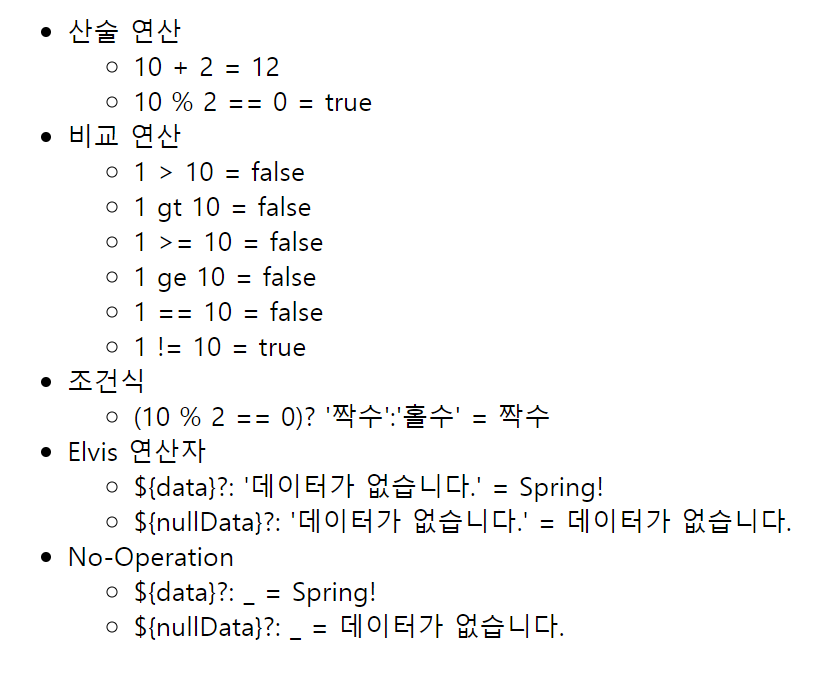 산술 연산
10 + 2 = 12
10 % 2 == 0 = true
비교 연산
1 > 10 = false
1 gt 10 = false
1 >= 10 = false
1 ge 10 = false
1 == 10 = false
1 != 10 = true
조건식
(10 % 2 == 0)? '짝수':'홀수' = 짝수
Elvis 연산자
${data}?: '데이터가 없습니다.' = Spring!
${nullData}?: '데이터가 없습니다.' = 데이터가 없습니다.
No-Operation
${data}?: _ = Spring!
${nullData}?: _ = 데이터가 없습니다.